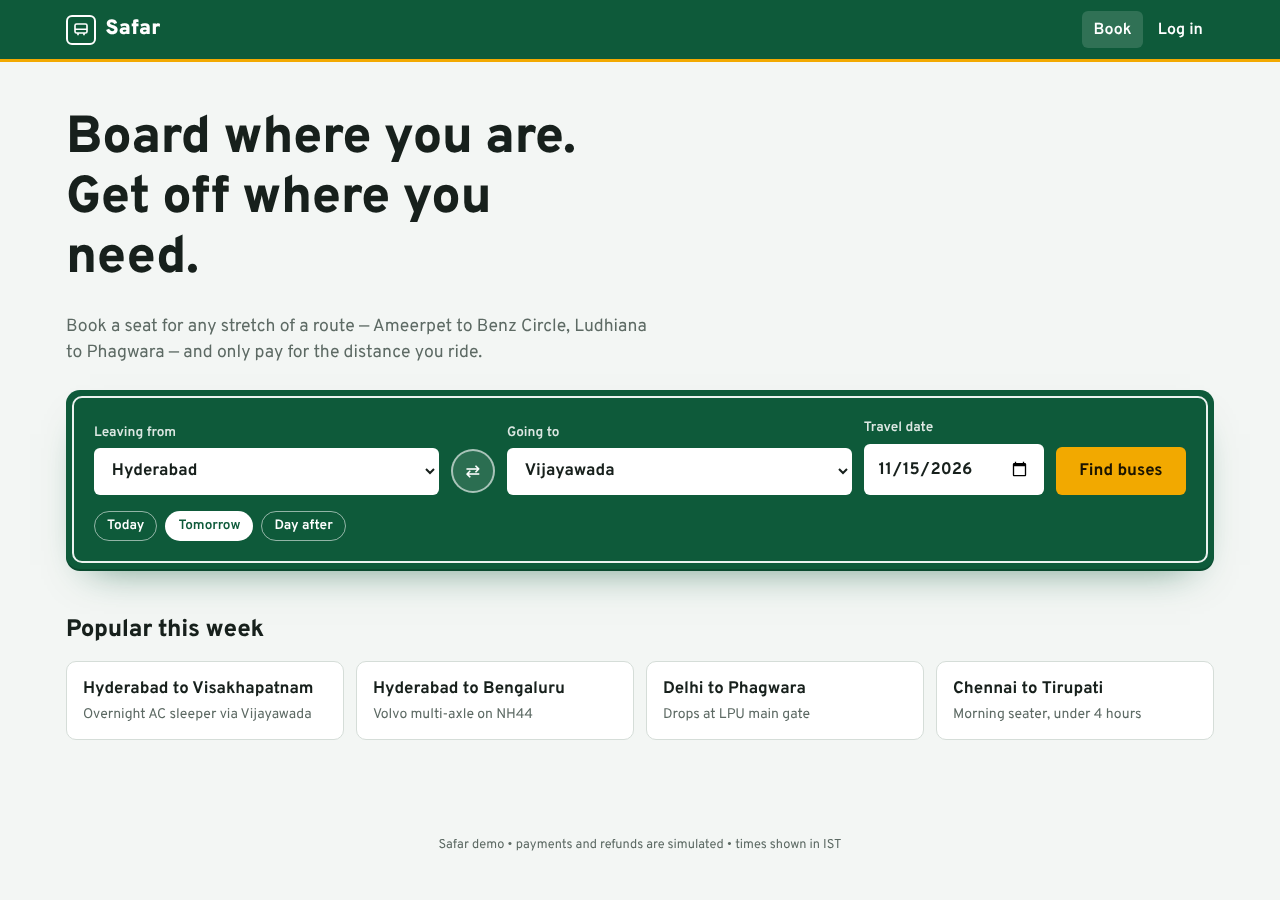 Safar
Book
Log in
Board where you are.
Get off where you
need.
Book a seat for any stretch of a route — Ameerpet to Benz Circle, Ludhiana
to Phagwara — and only pay for the distance you ride.
Leaving from
Going to
Travel date
Hyderabad
⇄
Vijayawada
11/15/2026
Find buses
Today
Tomorrow
Day after
Popular this week
Hyderabad to Visakhapatnam
Overnight AC sleeper via Vijayawada
Hyderabad to Bengaluru
Volvo multi-axle on NH44
Delhi to Phagwara
Drops at LPU main gate
Chennai to Tirupati
Morning seater, under 4 hours
Safar demo • payments and refunds are simulated • times shown in IST